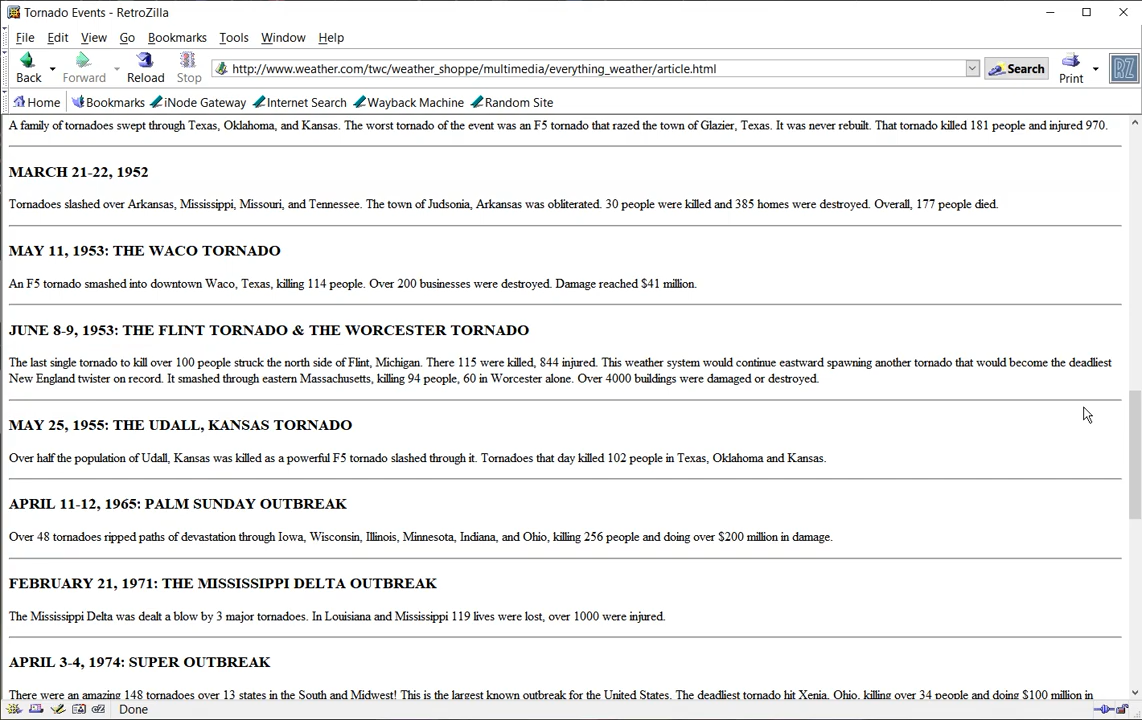 Tornado Events - RetroZilla
File Edit View Go Bookmarks Tools Window Help
Back Forward Reload Stop http://www.weather.com/twc/weather_shoppe/multimedia/everything_weather/article.html Search Print RZ
Home Bookmarks iNode Gateway Internet Search Wayback Machine Random Site
A family of tornadoes swept through Texas, Oklahoma, and Kansas. The worst tornado of the event was an F5 tornado that razed the town of Glazier, Texas. It was never rebuilt. That tornado killed 181 people and injured 970.
MARCH 21-22, 1952
Tornadoes slashed over Arkansas, Mississippi, Missouri, and Tennessee. The town of Judsonia, Arkansas was obliterated. 30 people were killed and 385 homes were destroyed. Overall, 177 people died.
MAY 11, 1953: THE WACO TORNADO
An F5 tornado smashed into downtown Waco, Texas, killing 114 people. Over 200 businesses were destroyed. Damage reached $41 million.
JUNE 8-9, 1953: THE FLINT TORNADO & THE WORCESTER TORNADO
The last single tornado to kill over 100 people struck the north side of Flint, Michigan. There 115 were killed, 844 injured. This weather system would continue eastward spawning another tornado that would become the deadliest
New England twister on record. It smashed through eastern Massachusetts, killing 94 people, 60 in Worcester alone. Over 4000 buildings were damaged or destroyed.
MAY 25, 1955: THE UDALL, KANSAS TORNADO
Over half the population of Udall, Kansas was killed as a powerful F5 tornado slashed through it. Tornadoes that day killed 102 people in Texas, Oklahoma and Kansas.
APRIL 11-12, 1965: PALM SUNDAY OUTBREAK
Over 48 tornadoes ripped paths of devastation through Iowa, Wisconsin, Illinois, Minnesota, Indiana, and Ohio, killing 256 people and doing over $200 million in damage.
FEBRUARY 21, 1971: THE MISSISSIPPI DELTA OUTBREAK
The Mississippi Delta was dealt a blow by 3 major tornadoes. In Louisiana and Mississippi 119 lives were lost, over 1000 were injured.
APRIL 3-4, 1974: SUPER OUTBREAK
There were an amazing 148 tornadoes over 13 states in the South and Midwest! This is the largest known outbreak for the United States. The deadliest tornado hit Xenia, Ohio, killing over 34 people and doing $100 million in
Done